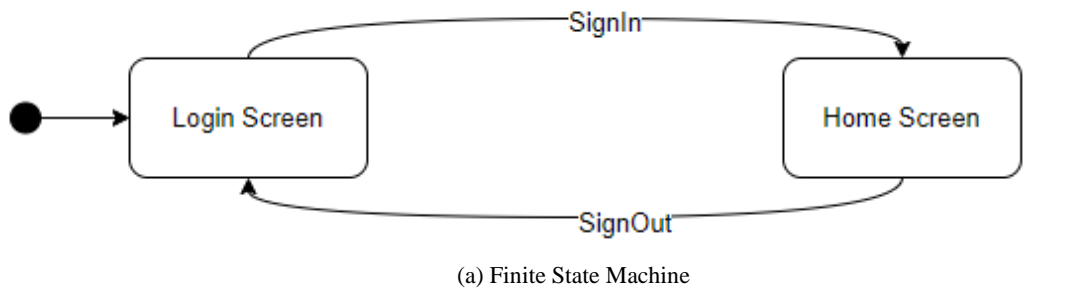 SignIn
Login Screen
Home Screen
SignOut
(a) Finite State Machine